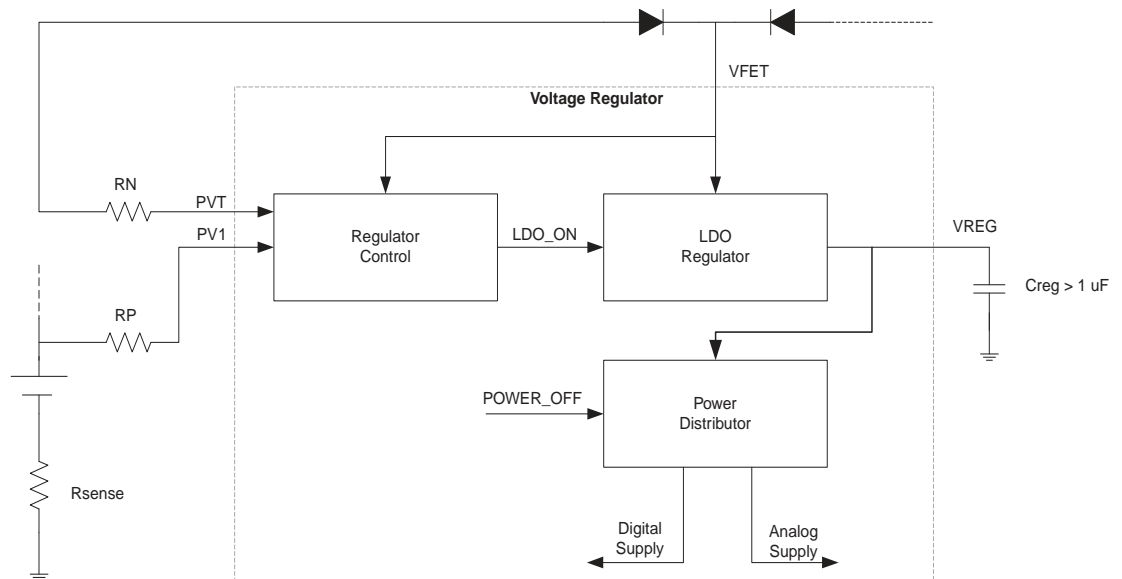 VFET
Voltage Regulator
RN
PVT
PV1
Regulator
Control
LDO_ON
LDO
Regulator
VREG
Creg > 1 uF
RP
POWER_OFF
Power
Distributor
Rsense
Digital
Supply
Analog
Supply